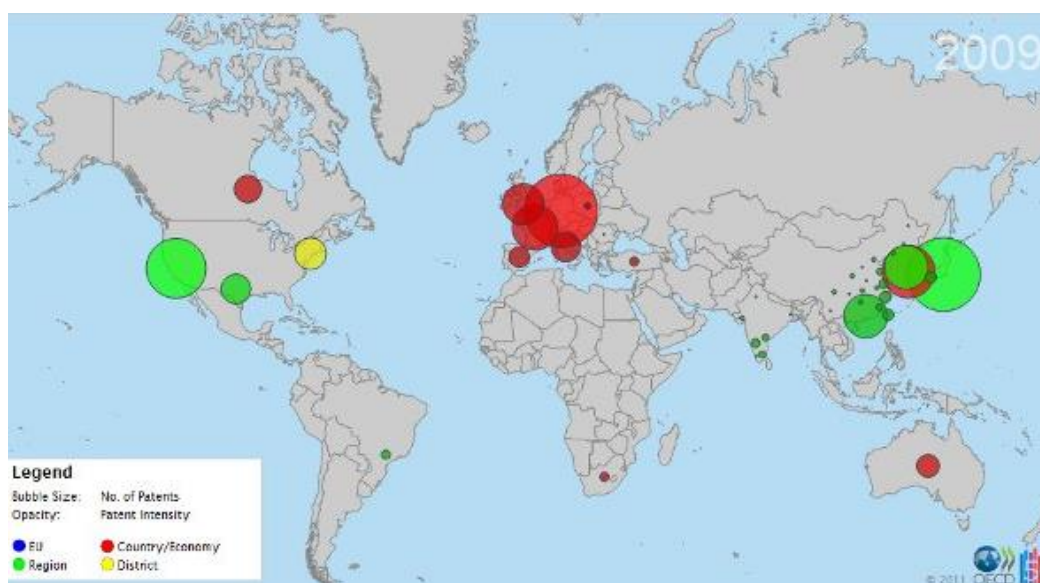 2009
Legend
Bubble Size: No. of Patents
Opacity: Patent Intensity
EU Country/Economy
Region District
© 2011 OECD